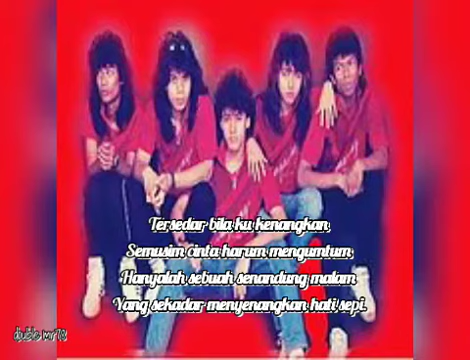 Tersedar bila ku kenangkan
Semusim cinta harum menguntum
Hanyalah sebuah senandung malam
Yang sekadar menyenangkan hati sepi.